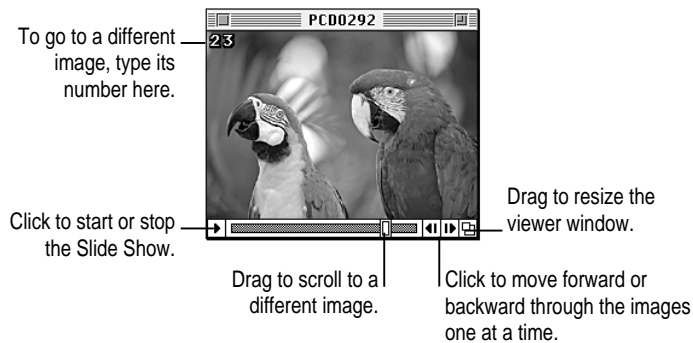 PCD0292
To go to a different
image, type its
number here.
23
Click to start or stop
the Slide Show.
Drag to resize the
viewer window.
Drag to scroll to a
different image.
Click to move forward or
backward through the images
one at a time.